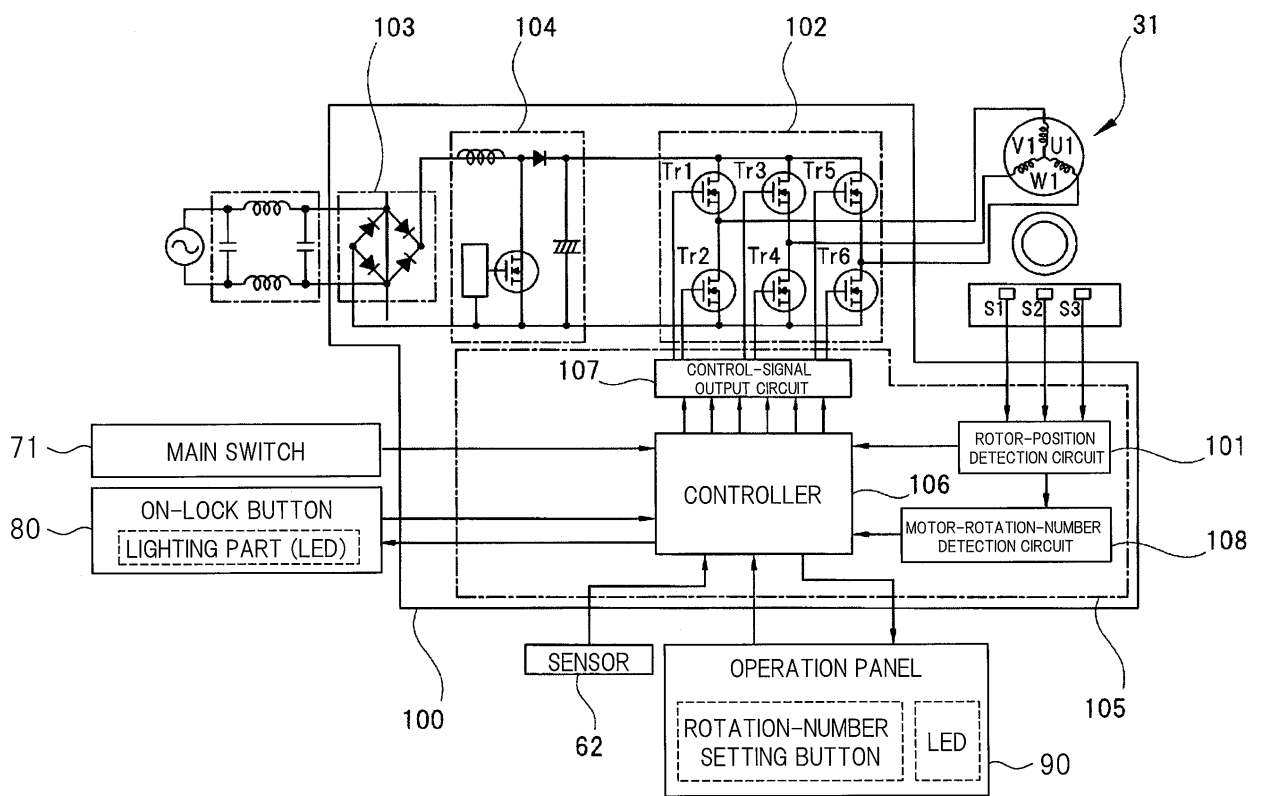 103
104
102
31
V1
U1
W1
Tr1
Tr3
Tr5
Tr2
Tr4
Tr6
S1
S2
S3
107
CONTROL-SIGNAL
OUTPUT CIRCUIT
71
MAIN SWITCH
ROTOR-POSITION
DETECTION CIRCUIT
101
80
ON-LOCK BUTTON
LIGHTING PART (LED)
CONTROLLER
106
MOTOR-ROTATION-NUMBER
DETECTION CIRCUIT
108
SENSOR
OPERATION PANEL
100
62
105
ROTATION-NUMBER
SETTING BUTTON
LED
90